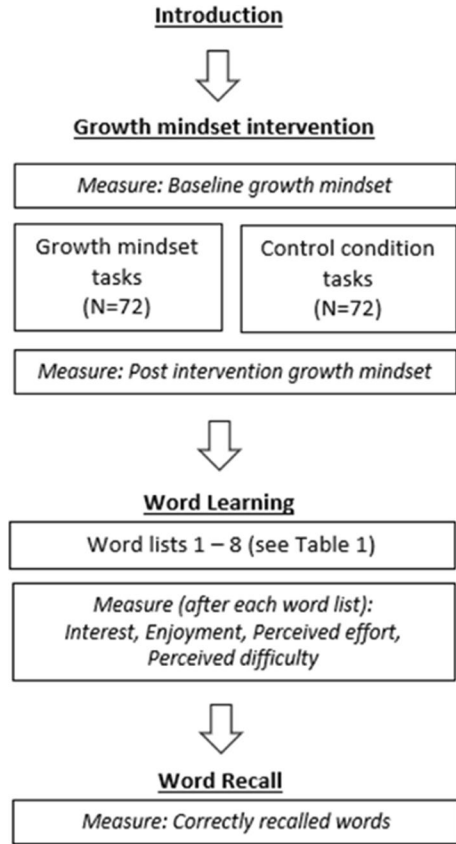 Introduction
Growth mindset intervention
Measure: Baseline growth mindset
Growth mindset
tasks
(N=72)
Control condition
tasks
(N=72)
Measure: Post intervention growth mindset
Word Learning
Word lists 1 – 8 (see Table 1)
Measure (after each word list):
Interest, Enjoyment, Perceived effort,
Perceived difficulty
Word Recall
Measure: Correctly recalled words